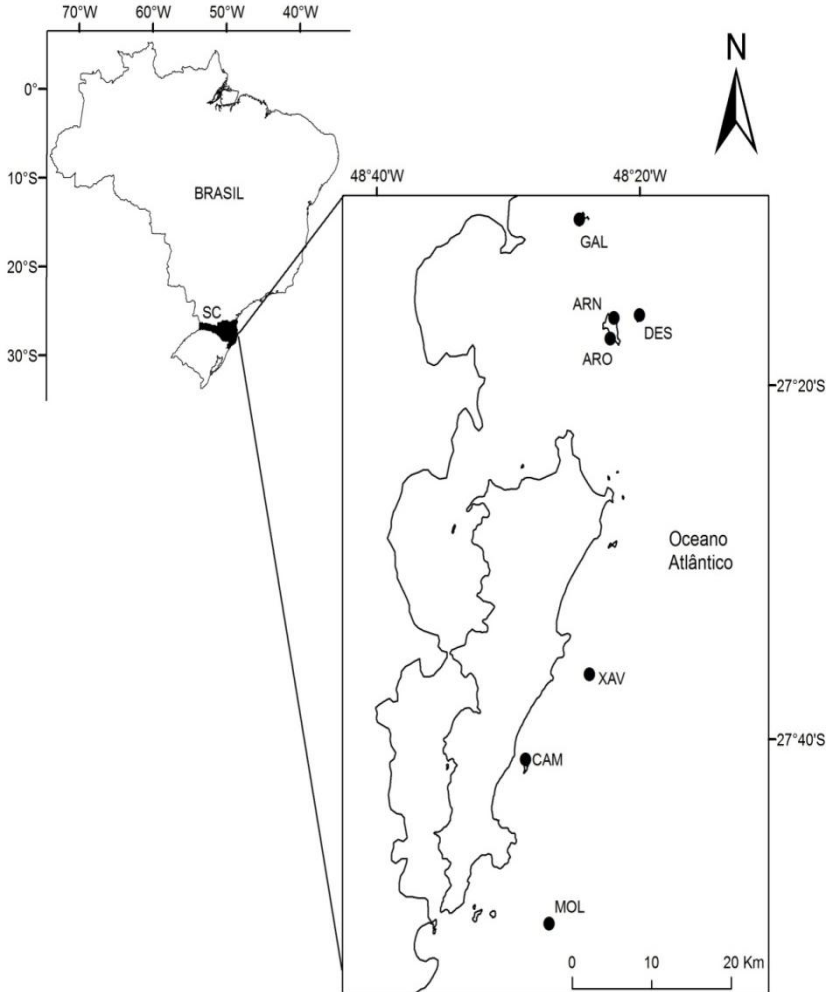 70°W 60°W 50°W 40°W
0°
10°S
20°S
30°S
BRASIL
SC
N
48°40'W 48°20'W
GAL
ARN
DES
ARO
27°20'S
Oceano
Atlântico
XAV
27°40'S
CAM
MOL
0 10 20 Km